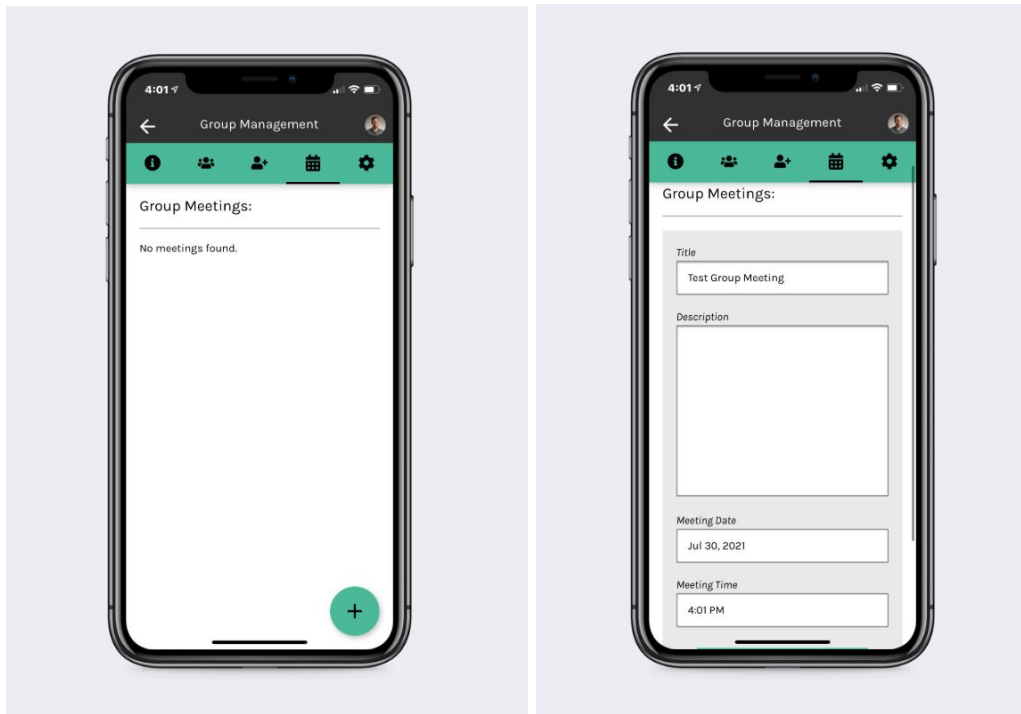 4:01
Group Management
Group Meetings:
No meetings found.
+
4:01
Group Management
Group Meetings:
Title
Test Group Meeting
Description
Meeting Date
Jul 30, 2021
Meeting Time
4:01 PM